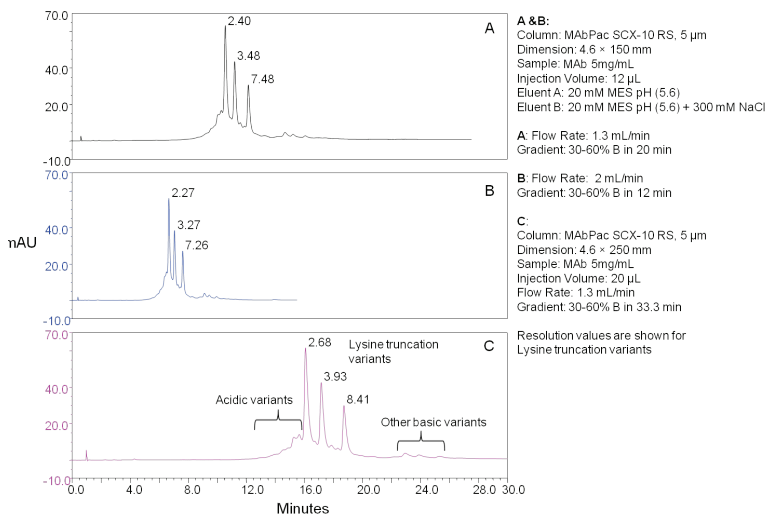 70.0
40.0
20.0
-10.0
2.40
3.48
7.48
A
70.0
40.0
20.0
-10.0
2.27
3.27
7.26
B
mAU
70.0
40.0
20.0
-10.0
2.68
3.93
8.41
Lysine truncation
variants
C
Acidic variants
Other basic variants
0.0 4.0 8.0 12.0 16.0 20.0 24.0 28.0 30.0
Minutes
A &B:
Column: MAbPac SCX-10 RS, 5 µm
Dimension: 4.6 × 150 mm
Sample: MAb 5mg/mL
Injection Volume: 12 µL
Eluent A: 20 mM MES pH (5.6)
Eluent B: 20 mM MES pH (5.6) + 300 mM NaCl
A: Flow Rate: 1.3 mL/min
Gradient: 30-60% B in 20 min
B: Flow Rate: 2 mL/min
Gradient: 30-60% B in 12 min
C:
Column: MAbPac SCX-10 RS, 5 µm
Dimension: 4.6 × 250 mm
Sample: MAb 5mg/mL
Injection Volume: 20 µL
Flow Rate: 1.3 mL/min
Gradient: 30-60% B in 33.3 min
Resolution values are shown for
Lysine truncation variants